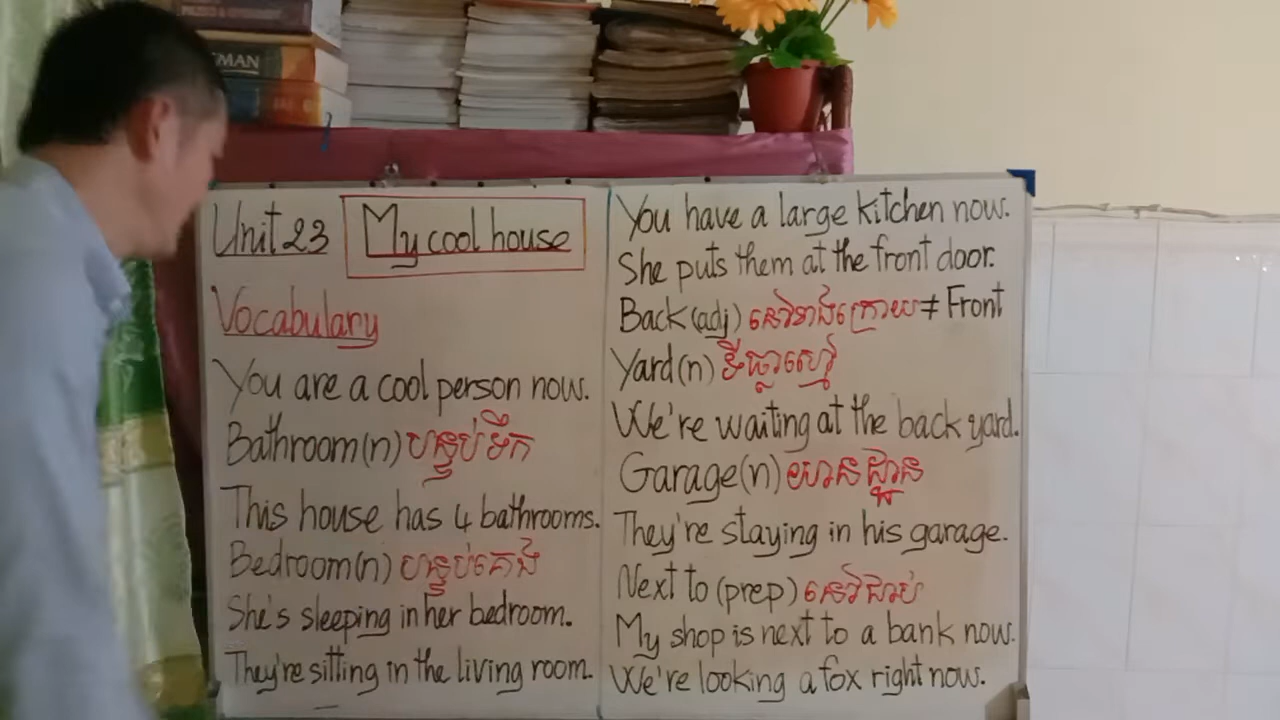 MAN
Unit 23
My cool house
Vocabulary
You are a cool person now.
Bathroom(n) បន្ទប់ទឹក
This house has 4 bathrooms.
Bedroom(n) បន្ទប់គេង
She's sleeping in her bedroom.
They're sitting in the living room.
You have a large kitchen now.
She puts them at the front door.
Back(adj) នៅខាងក្រោយ ≠ Front
Yard(n) ទីធ្លាស្មៅ
We're waiting at the back yard.
Garage(n) យានដ្ឋាន
They're staying in his garage.
Next to (prep) នៅជាប់
My shop is next to a bank now.
We're looking a fox right now.